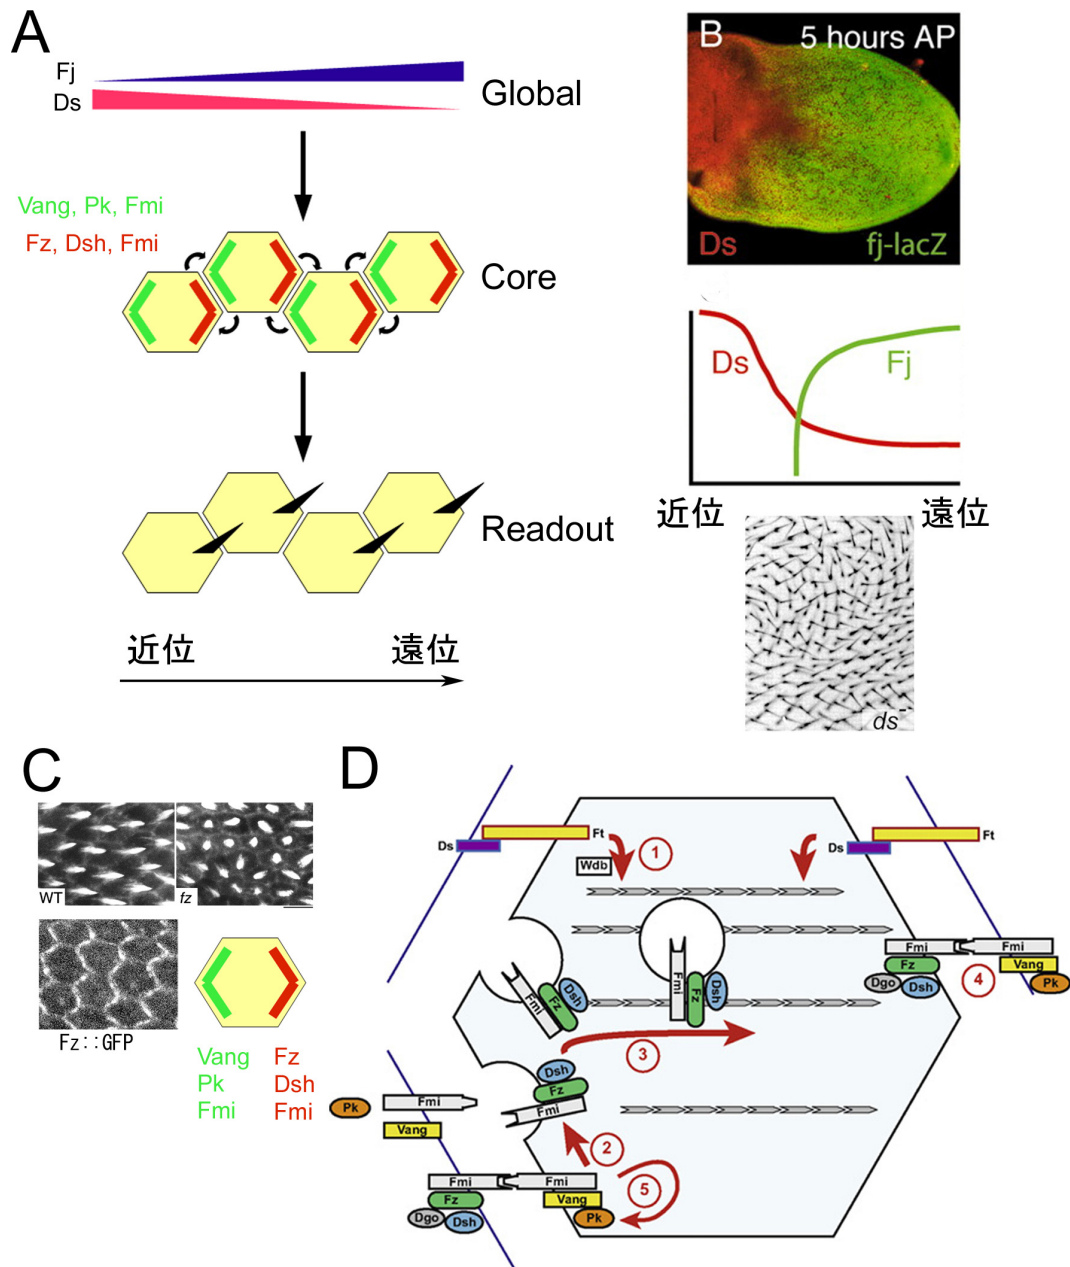 A
Fj
Ds
Global
Vang, Pk, Fmi
Fz, Dsh, Fmi
Core
Readout
近位
遠位
B
5 hours AP
Ds
fj-lacZ
Ds
Fj
近位
遠位
ds-
C
WT
fz
Fz::GFP
Vang Fz
Pk Dsh
Fmi Fmi
D
Ds
Ft
1
Wdb
Ds
Ft
Fmi
Fz
Dsh
Fmi
Fz
Dsh
Fmi
Fmi
Fz
Vang
Dgo
Dsh
4
Pk
3
Dsh
Fz
Fmi
Pk
Fmi
Vang
2
Fmi
Fmi
Fz
Vang
5
Dgo
Dsh
Pk